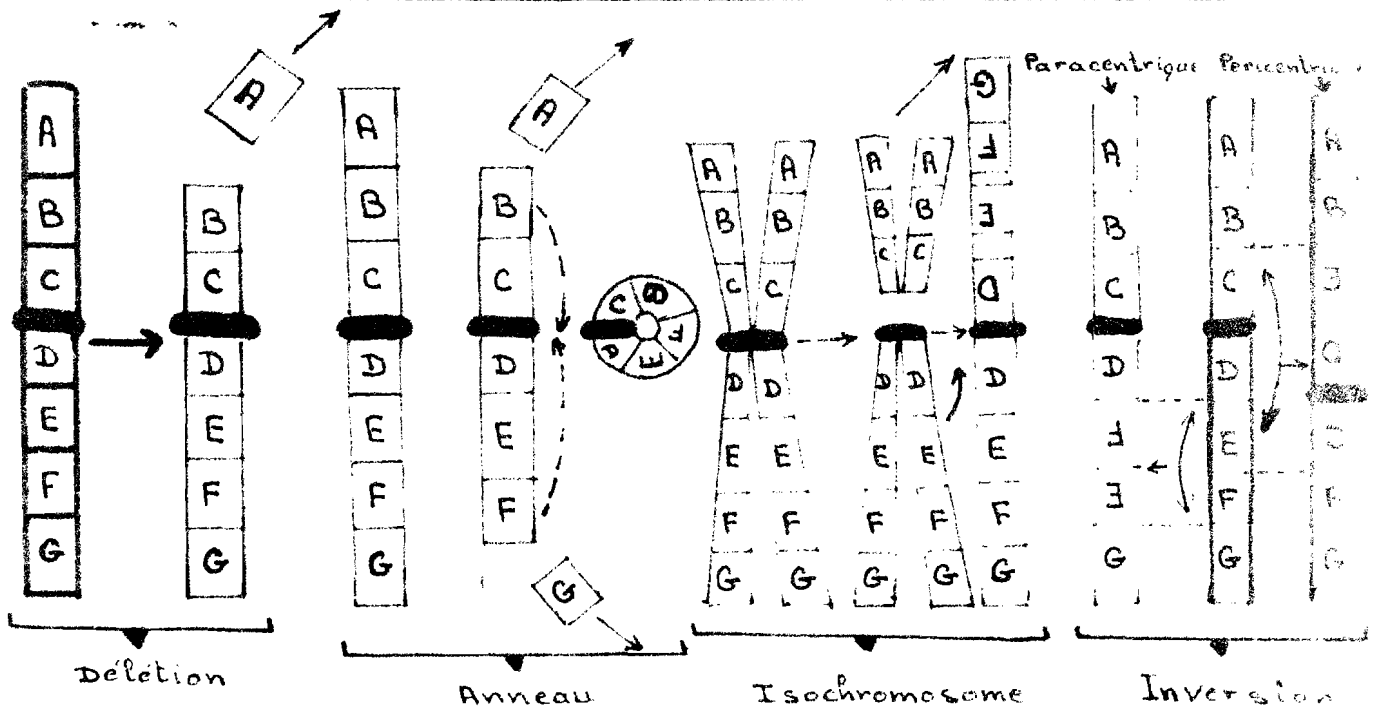 Paracentrique
A
B
C
D
E
F
G
A
B
C
D
E
F
G
A
B
C
D
E
F
G
A
B
C
D
E
F
G
C
B
F
E
D
A A
B B
C C
D D
E E
F F
G G
A A
B B
C C
D D
E E
F F
G G
G
F
E
D
D
E
F
G
A
B
C
D
F
E
G
A
B
C
D
E
F
G
A
B
E
D
C
F
G
Délétion
Anneau
Isochromosome
Inversion